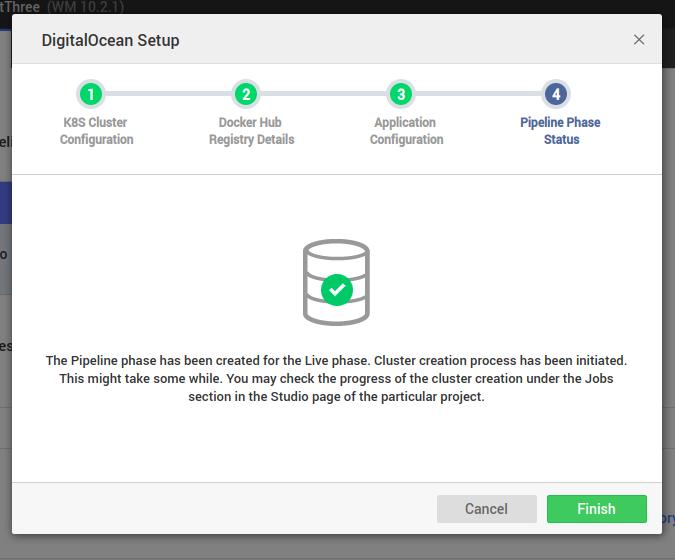 tThree (WM 10.2.1)
DigitalOcean Setup
1
2
3
4
K8S Cluster
Configuration
Docker Hub
Registry Details
Application
Configuration
Pipeline Phase
Status
The Pipeline phase has been created for the Live phase. Cluster creation process has been initiated.
This might take some while. You may check the progress of the cluster creation under the Jobs
section in the Studio page of the particular project.
Cancel
Finish